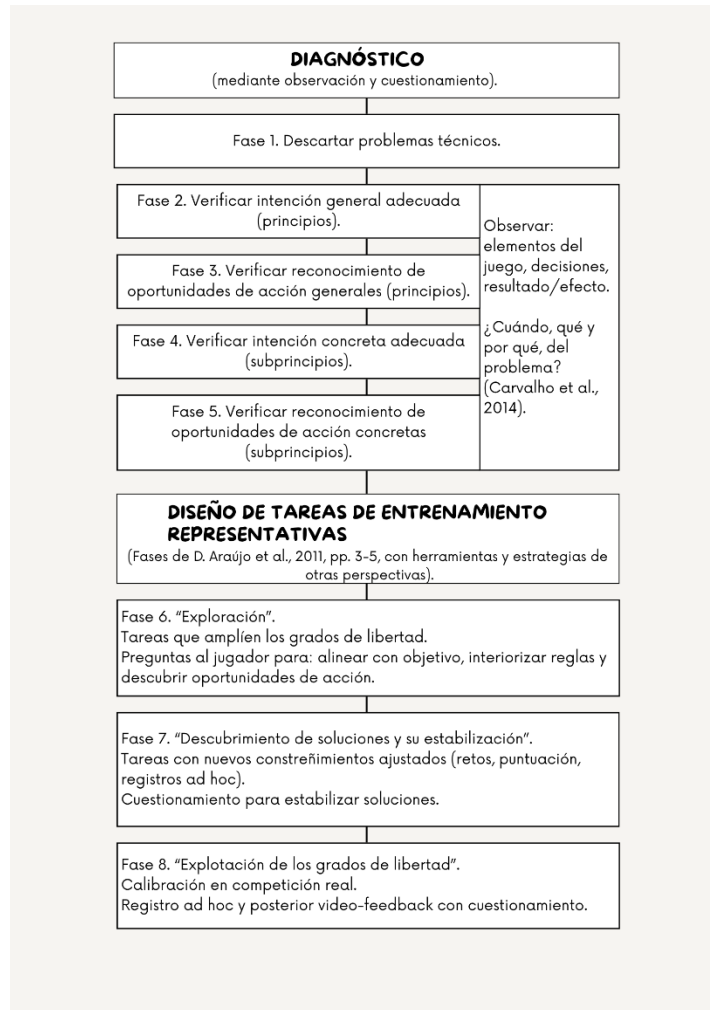 DIAGNÓSTICO
(mediante observación y cuestionamiento).
Fase 1. Descartar problemas técnicos.
Fase 2. Verificar intención general adecuada
(principios).
Fase 3. Verificar reconocimiento de
oportunidades de acción generales (principios).
Fase 4. Verificar intención concreta adecuada
(subprincipios).
Fase 5. Verificar reconocimiento de
oportunidades de acción concretas
(subprincipios).
Observar:
elementos del
juego, decisiones,
resultado/efecto.
¿Cuándo, qué y
por qué, del
problema?
(Carvalho et al.,
2014).
DISEÑO DE TAREAS DE ENTRENAMIENTO
REPRESENTATIVAS
(Fases de D. Araújo et al., 2011, pp. 3-5, con herramientas y estrategias de
otras perspectivas).
Fase 6. “Exploración”.
Tareas que amplíen los grados de libertad.
Preguntas al jugador para: alinear con objetivo, interiorizar reglas y
descubrir oportunidades de acción.
Fase 7. “Descubrimiento de soluciones y su estabilización”.
Tareas con nuevos constreñimientos ajustados (retos, puntuación,
registros ad hoc).
Cuestionamiento para estabilizar soluciones.
Fase 8. “Explotación de los grados de libertad”.
Calibración en competición real.
Registro ad hoc y posterior video-feedback con cuestionamiento.